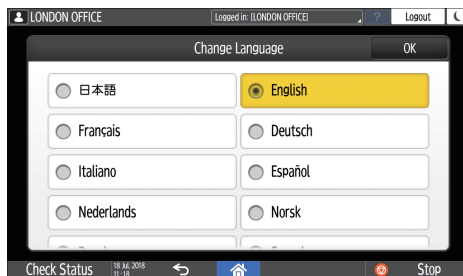 LONDON OFFICE
Logged in: [LONDON OFFICE]
?
Logout
Change Language
OK
日本語
English
Français
Deutsch
Italiano
Español
Nederlands
Norsk
Check Status
18 Jul. 2018
11:18
Stop